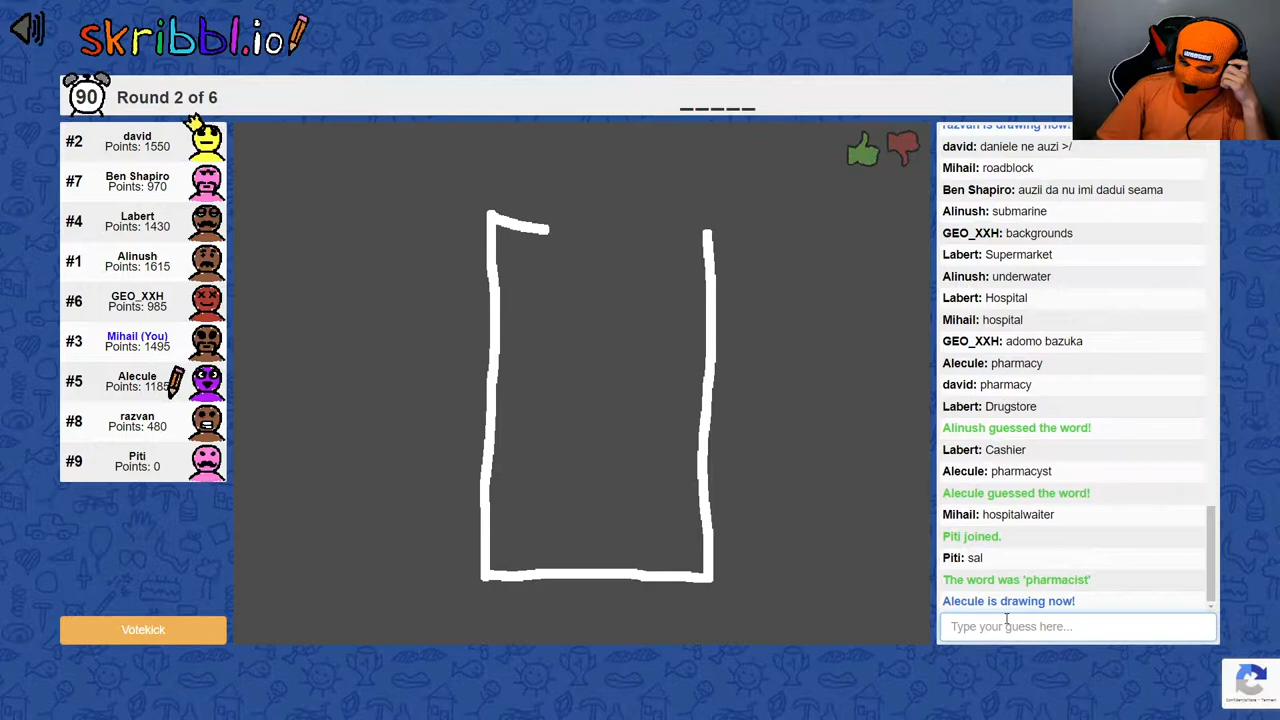 skribbl.io
90
Round 2 of 6
_ _ _ _ _
#2
david
Points: 1550
#7
Ben Shapiro
Points: 970
#4
Labert
Points: 1430
#1
Alinush
Points: 1615
#6
GEO_XXH
Points: 985
#3
Mihail (You)
Points: 1495
#5
Alecule
Points: 1185
#8
razvan
Points: 480
#9
Piti
Points: 0
Votekick
razvan is drawing now!
david: daniele ne auzi >/
Mihail: roadblock
Ben Shapiro: auzii da nu imi dadui seama
Alinush: submarine
GEO_XXH: backgrounds
Labert: Supermarket
Alinush: underwater
Labert: Hospital
Mihail: hospital
GEO_XXH: adomo bazuka
Alecule: pharmacy
david: pharmacy
Labert: Drugstore
Alinush guessed the word!
Labert: Cashier
Alecule: pharmacyst
Alecule guessed the word!
Mihail: hospitalwaiter
Piti joined.
Piti: sal
The word was 'pharmacist'
Alecule is drawing now!
Type your guess here...